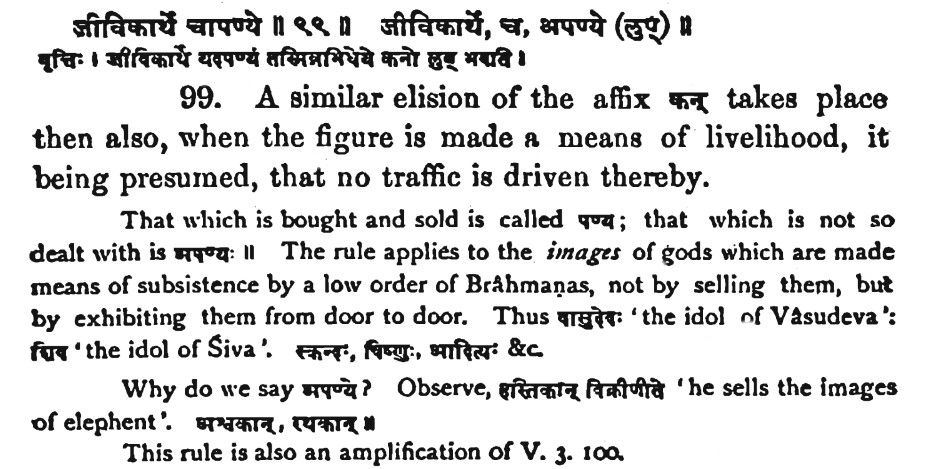 जीविकार्थे चापण्ये ॥ ९९ ॥ जीविकार्थे, च, अपण्ये (लुप्) ॥
वृत्तिः । जीविकार्थे यदपण्यं तस्मिन्नभिधेये कनो लुब् भवति ।
99. A similar elision of the affix कन् takes place
then also, when the figure is made a means of livelihood, it
being presumed, that no traffic is driven thereby.
That which is bought and sold is called पण्य; that which is not so
dealt with is अपण्यः ॥ The rule applies to the images of gods which are made
means of subsistence by a low order of Brâhmaṇas, not by selling them, but
by exhibiting them from door to door. Thus वासुदेवः 'the idol of Vâsudeva':
शिव 'the idol of Śiva'. स्कन्दः, विष्णुः, आदित्यः &c.
Why do we say अपण्ये? Observe, हस्तिकान् विक्रीणीते 'he sells the images
of elephent'. अश्वकान्, रथकान् ॥
This rule is also an amplification of V. 3. 100.